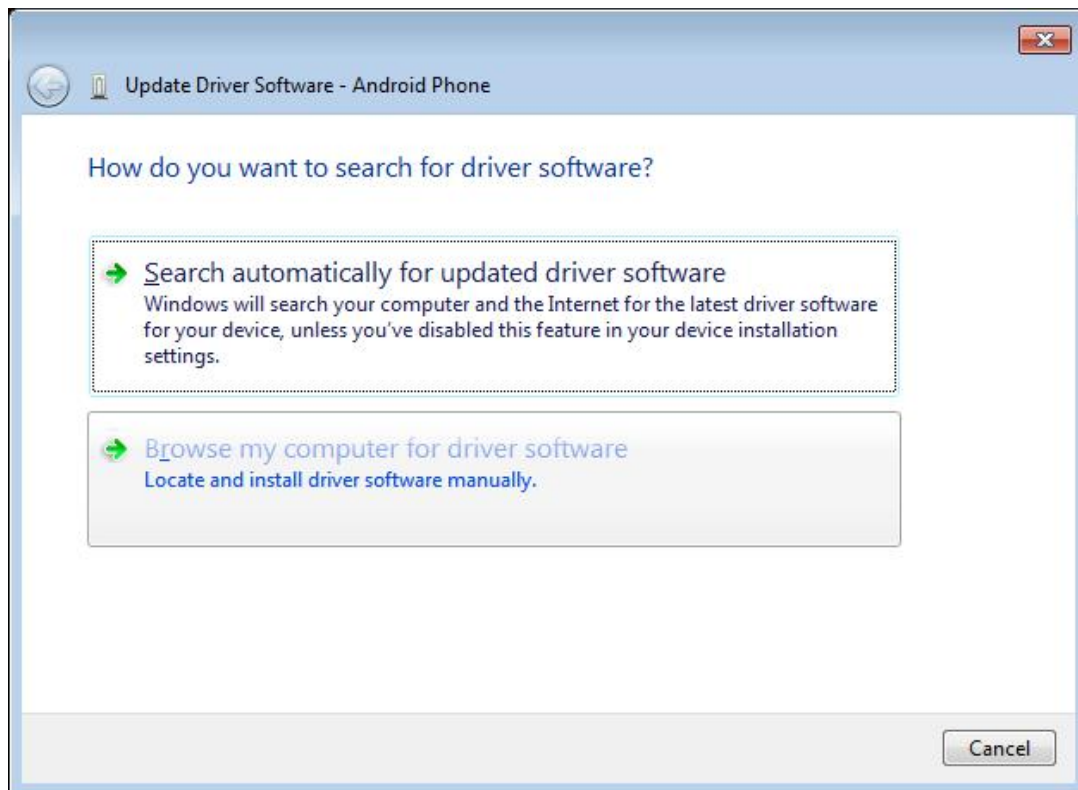 Update Driver Software - Android Phone
How do you want to search for driver software?
Search automatically for updated driver software
Windows will search your computer and the Internet for the latest driver software
for your device, unless you've disabled this feature in your device installation
settings.
Browse my computer for driver software
Locate and install driver software manually.
Cancel